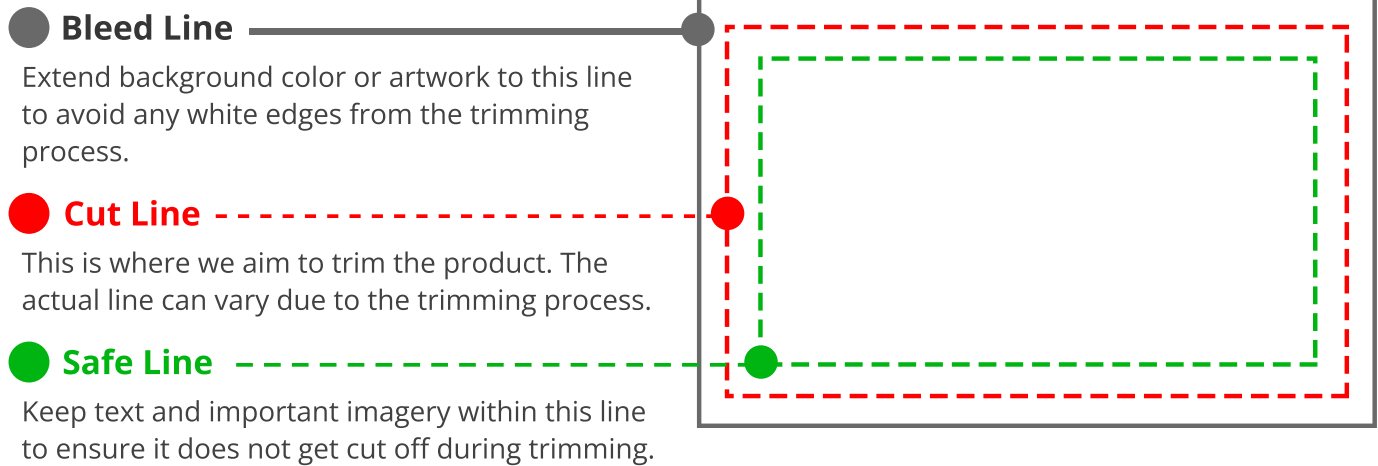 Bleed Line
Extend background color or artwork to this line
to avoid any white edges from the trimming
process.
Cut Line
This is where we aim to trim the product. The
actual line can vary due to the trimming process.
Safe Line
Keep text and important imagery within this line
to ensure it does not get cut off during trimming.